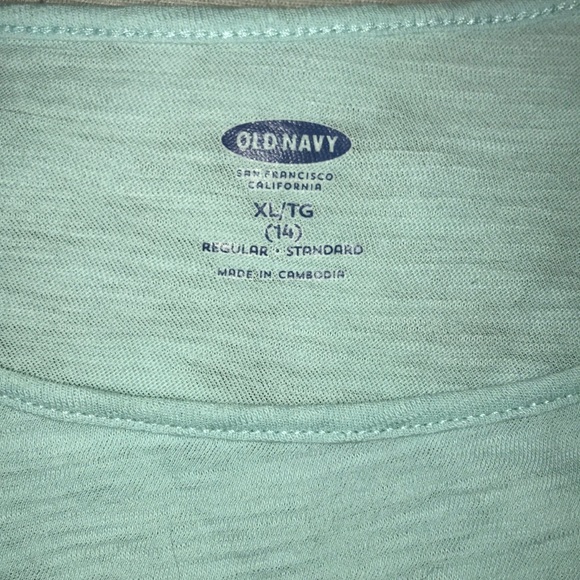 OLD NAVY
SAN FRANCISCO
CALIFORNIA
XL/TG
(14)
REGULAR · STANDARD
MADE IN CAMBODIA